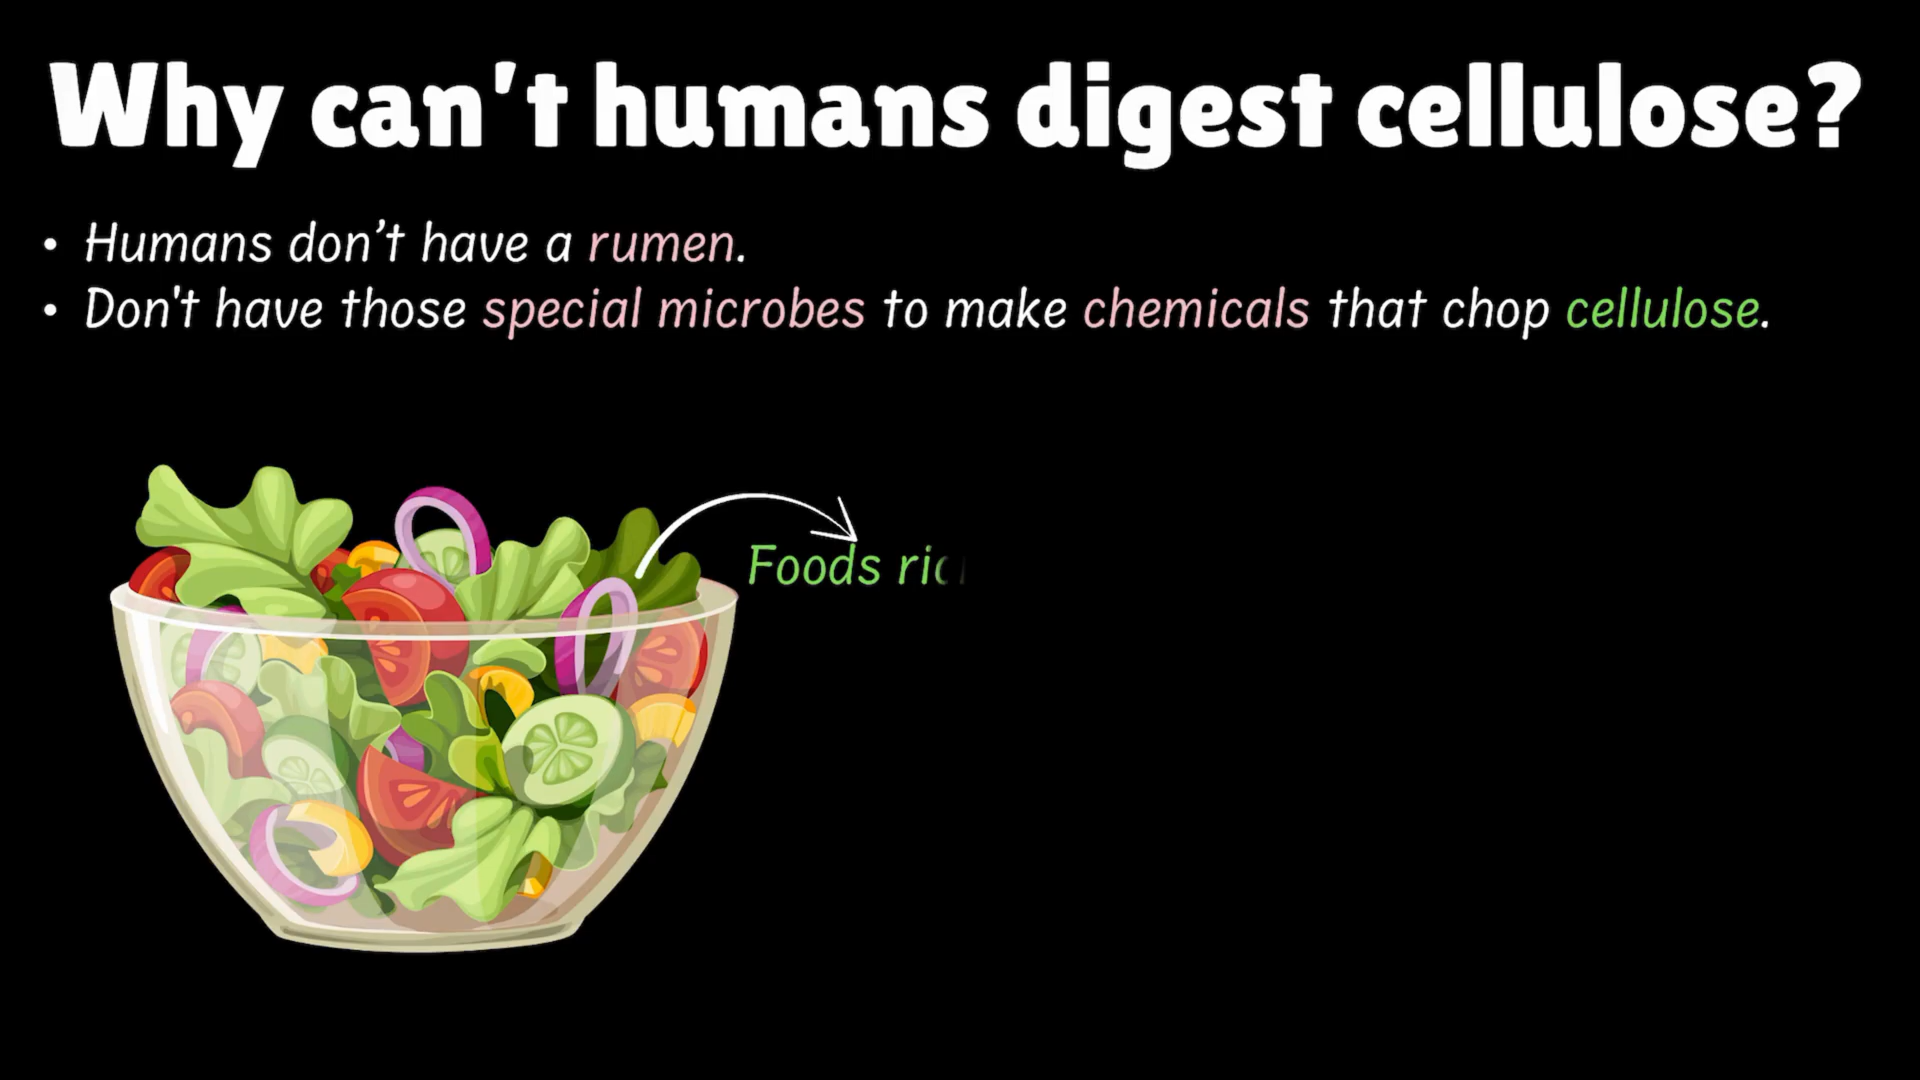 Why can't humans digest cellulose?
• Humans don’t have a rumen.
• Don't have those special microbes to make chemicals that chop cellulose.
Foods